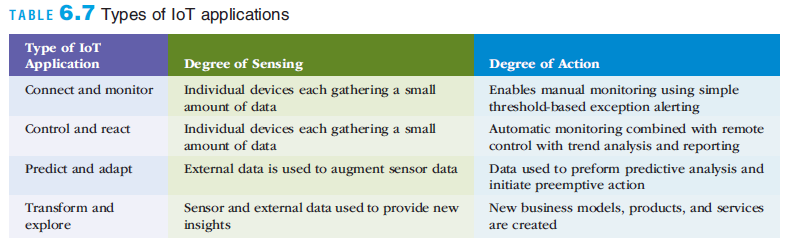 TABLE 6.7 Types of IoT applications
Type of IoT
Application
Degree of Sensing
Degree of Action
Connect and monitor
Individual devices each gathering a small
amount of data
Enables manual monitoring using simple
threshold-based exception alerting
Control and react
Individual devices each gathering a small
amount of data
Automatic monitoring combined with remote
control with trend analysis and reporting
Predict and adapt
External data is used to augment sensor data
Data used to preform predictive analysis and
initiate preemptive action
Transform and
explore
Sensor and external data used to provide new
insights
New business models, products, and services
are created